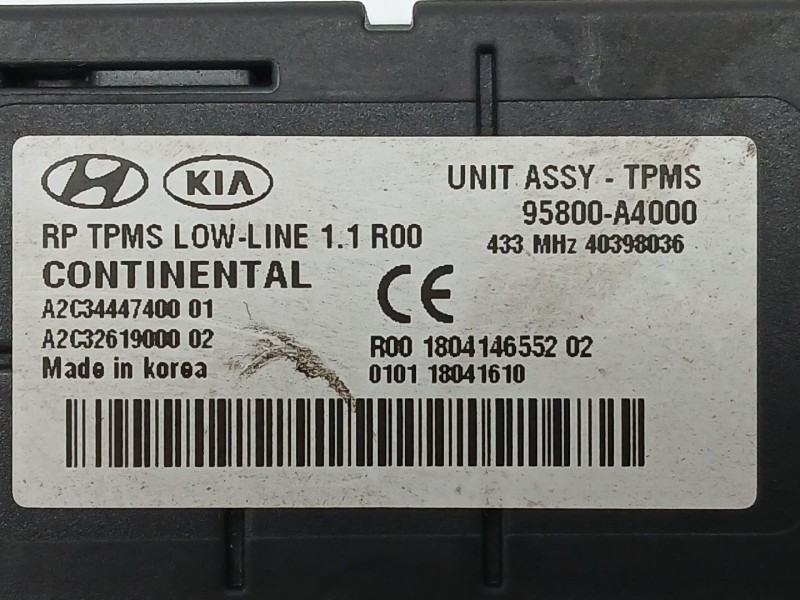 KIA
UNIT ASSY - TPMS
95800-A4000
RP TPMS LOW-LINE 1.1 R00
433 MHz 40398036
CONTINENTAL
CE
A2C34447400 01
A2C32619000 02
R00 1804146552 02
Made in korea
0101 18041610